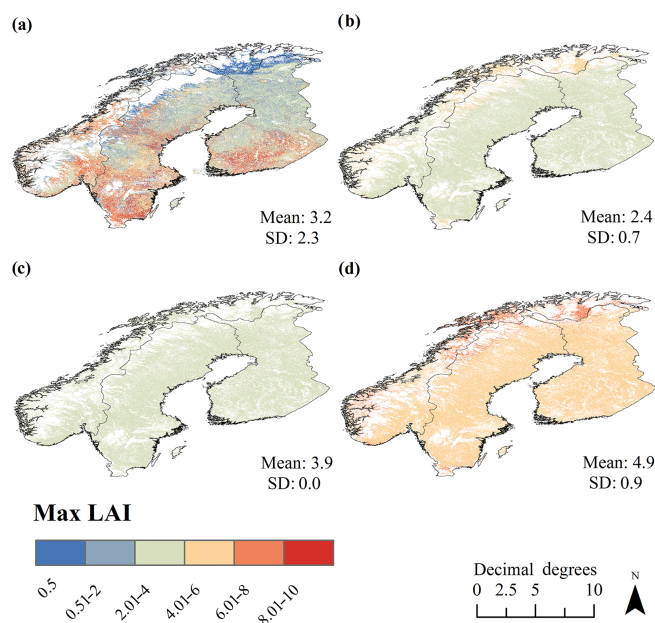 (a)
(b)
Mean: 3.2
SD: 2.3
Mean: 2.4
SD: 0.7
(c)
(d)
Mean: 3.9
SD: 0.0
Mean: 4.9
SD: 0.9
Max LAI
0.5
0.51–2
2.01–4
4.01–6
6.01–8
8.01–10
Decimal degrees
0 2.5 5 10
N